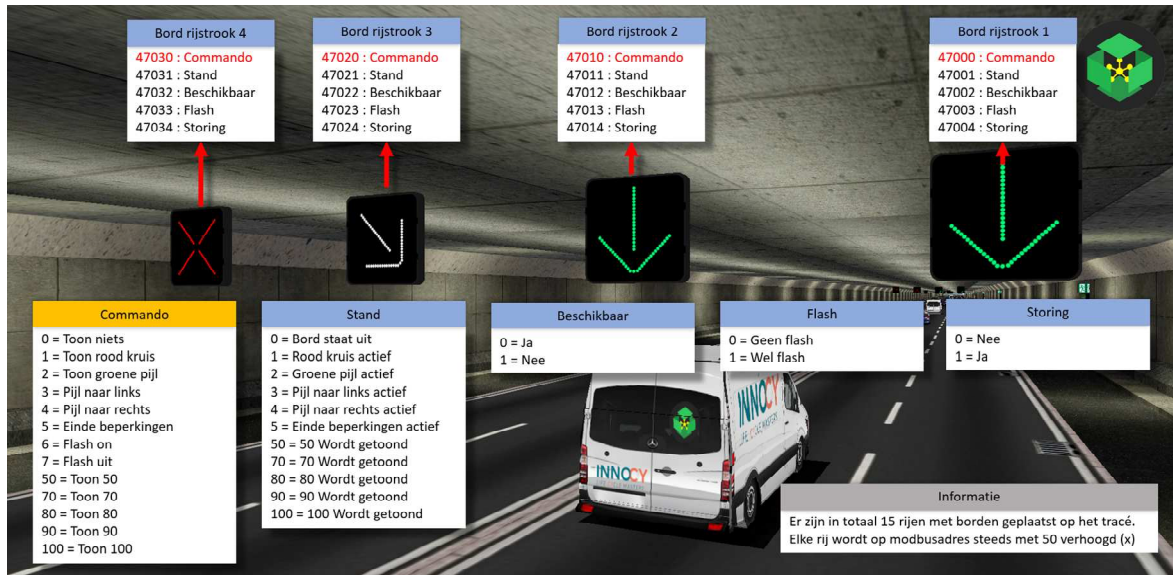 Bord rijstrook 4
47030 : Commando
47031 : Stand
47032 : Beschikbaar
47033 : Flash
47034 : Storing
Bord rijstrook 3
47020 : Commando
47021 : Stand
47022 : Beschikbaar
47023 : Flash
47024 : Storing
Bord rijstrook 2
47010 : Commando
47011 : Stand
47012 : Beschikbaar
47013 : Flash
47014 : Storing
Bord rijstrook 1
47000 : Commando
47001 : Stand
47002 : Beschikbaar
47003 : Flash
47004 : Storing
Commando
0 = Toon niets
1 = Toon rood kruis
2 = Toon groene pijl
3 = Pijl naar links
4 = Pijl naar rechts
5 = Einde beperkingen
6 = Flash on
7 = Flash uit
50 = Toon 50
70 = Toon 70
80 = Toon 80
90 = Toon 90
100 = Toon 100
Stand
0 = Bord staat uit
1 = Rood kruis actief
2 = Groene pijl actief
3 = Pijl naar links actief
4 = Pijl naar rechts actief
5 = Einde beperkingen actief
50 = 50 Wordt getoond
70 = 70 Wordt getoond
80 = 80 Wordt getoond
90 = 90 Wordt getoond
100 = 100 Wordt getoond
Beschikbaar
0 = Ja
1 = Nee
Flash
0 = Geen flash
1 = Wel flash
Storing
0 = Nee
1 = Ja
INNOCY
INNOCY
Informatie
Er zijn in totaal 15 rijen met borden geplaatst op het tracé.
Elke rij wordt op modbusadres steeds met 50 verhoogd (x)